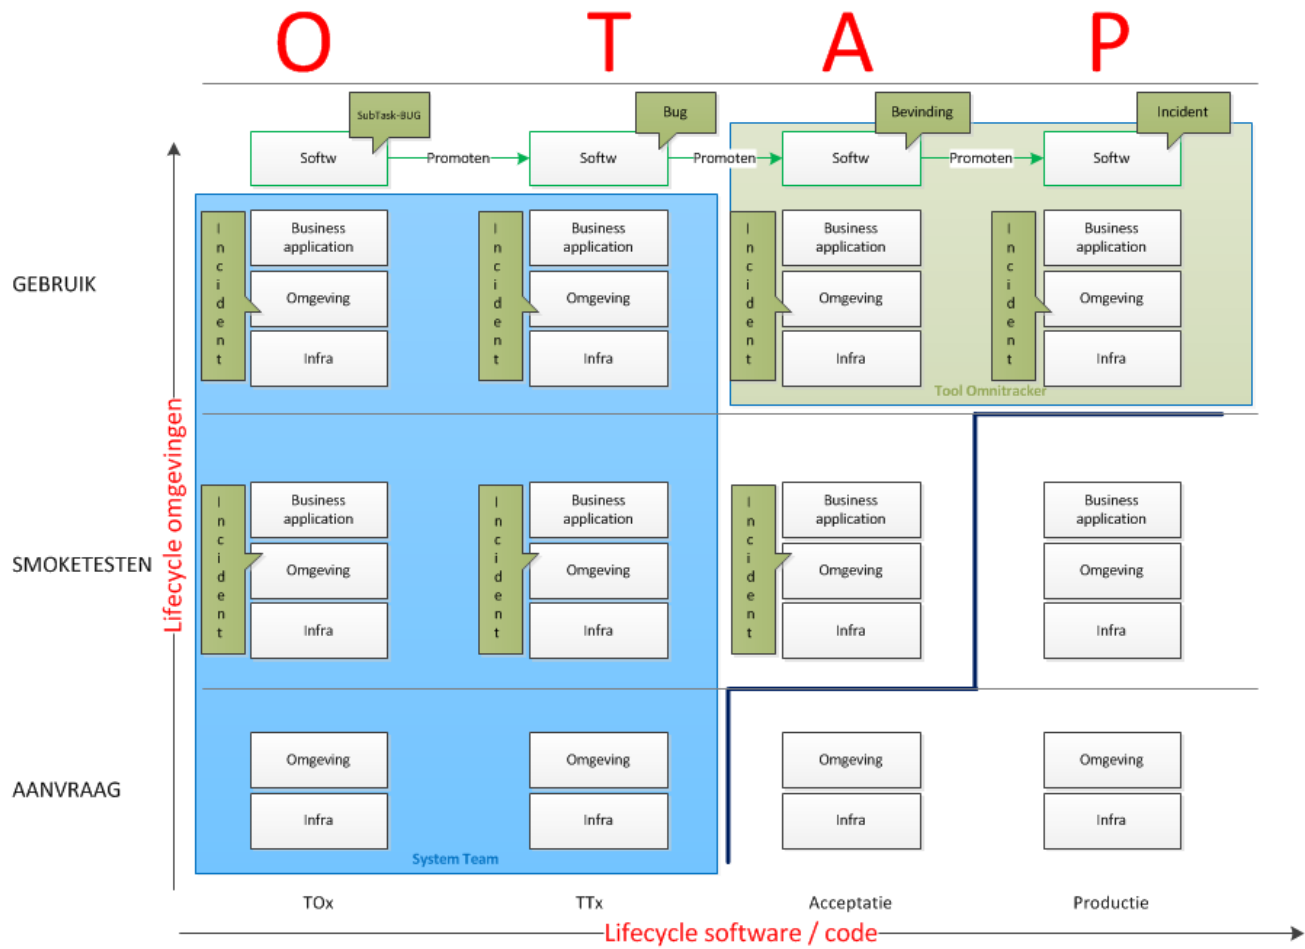 O T A P
SubTask-BUG
Bug
Bevinding
Incident
Softw
Promoten
Softw
Promoten
Softw
Promoten
Softw
GEBRUIK
Incident
Business
application
Omgeving
Infra
Incident
Business
application
Omgeving
Infra
Incident
Business
application
Omgeving
Infra
Incident
Business
application
Omgeving
Infra
Tool Omnitracker
Lifecycle omgevingen
SMOKETESTEN
Incident
Business
application
Omgeving
Infra
Incident
Business
application
Omgeving
Infra
Incident
Business
application
Omgeving
Infra
Business
application
Omgeving
Infra
AANVRAAG
Omgeving
Infra
Omgeving
Infra
Omgeving
Infra
Omgeving
Infra
System Team
TOx
TTx
Acceptatie
Productie
Lifecycle software / code